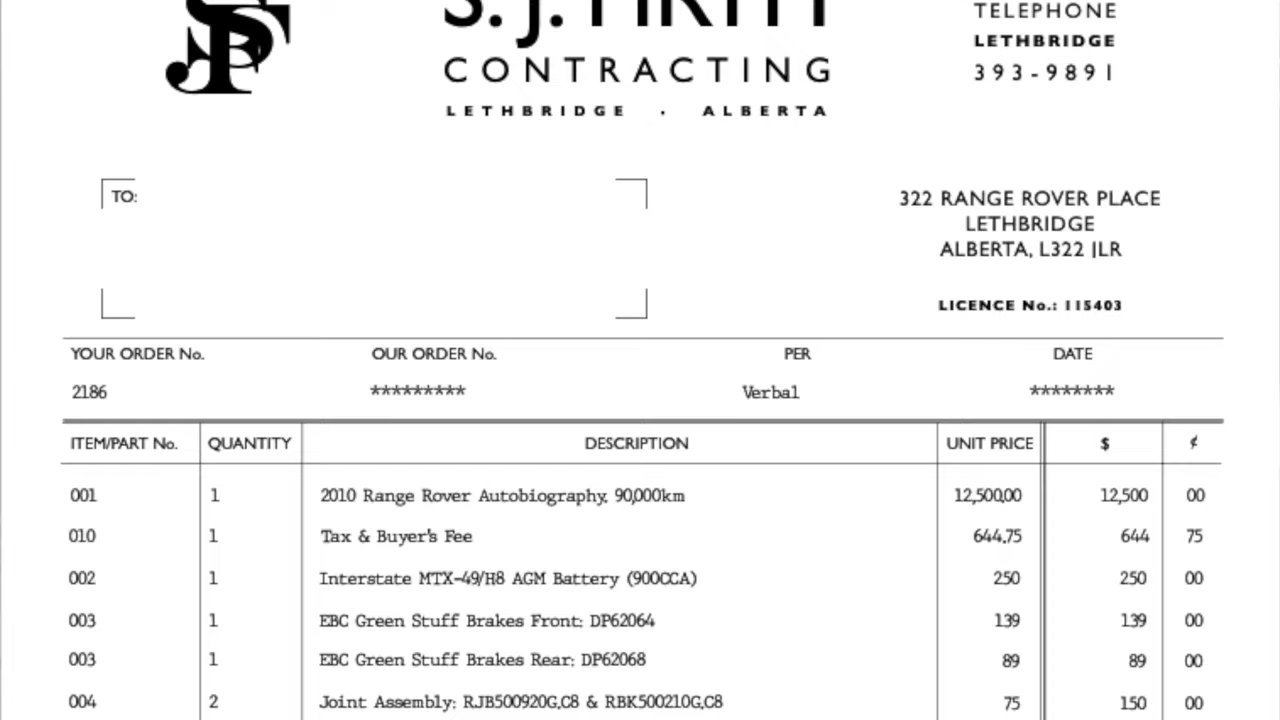 TELEPHONE
CONTRACTING
LETHBRIDGE
393-9891
LETHBRIDGE · ALBERTA
TO:
322 RANGE ROVER PLACE
LETHBRIDGE
ALBERTA, L322 JLR
LICENCE No.: 115403
YOUR ORDER No. OUR ORDER No. PER DATE
2186 ********* Verbal ********
ITEM/PART No. QUANTITY DESCRIPTION UNIT PRICE $ ¢
001 1 2010 Range Rover Autobiography, 90,000km 12,500.00 12,500 00
010 1 Tax & Buyer's Fee 644.75 644 75
002 1 Interstate MTX-49/H8 AGM Battery (900CCA) 250 250 00
003 1 EBC Green Stuff Brakes Front: DP62064 139 139 00
003 1 EBC Green Stuff Brakes Rear: DP62068 89 89 00
004 2 Joint Assembly: RJB500920G,C8 & RBK500210G,C8 75 150 00